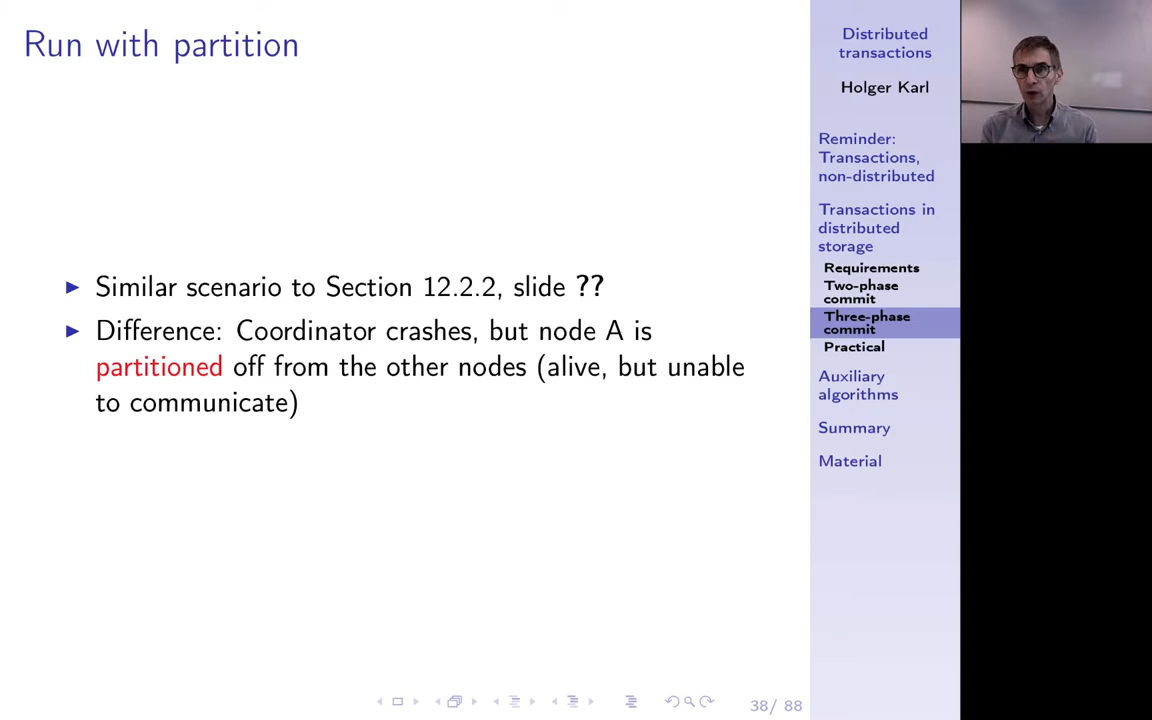 Run with partition
▶ Similar scenario to Section 12.2.2, slide ??
▶ Difference: Coordinator crashes, but node A is
partitioned off from the other nodes (alive, but unable
to communicate)
38/ 88
Distributed
transactions
Holger Karl
Reminder:
Transactions,
non-distributed
Transactions in
distributed
storage
Requirements
Two-phase
commit
Three-phase
commit
Practical
Auxiliary
algorithms
Summary
Material